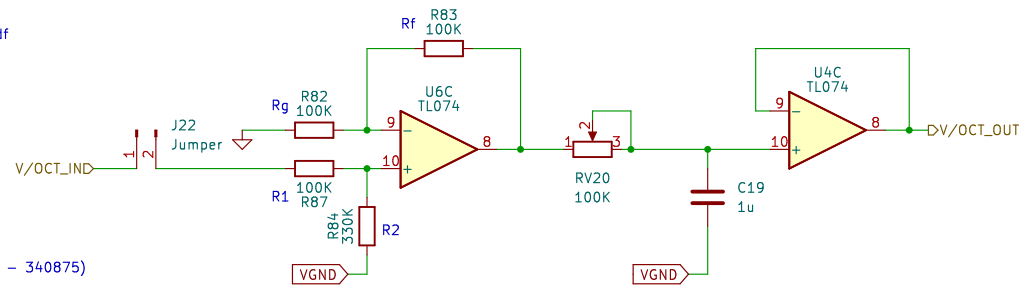 df
Rf
R83
100K
Rg
R82
100K
U6C
TL074
U4C
TL074
J22
Jumper
1
2
V/OCT_IN
9
8
10
1
2
3
9
8
10
V/OCT_OUT
R1
100K
R87
R84
330K
R2
RV20
100K
C19
1u
VGND
VGND
- 340875)